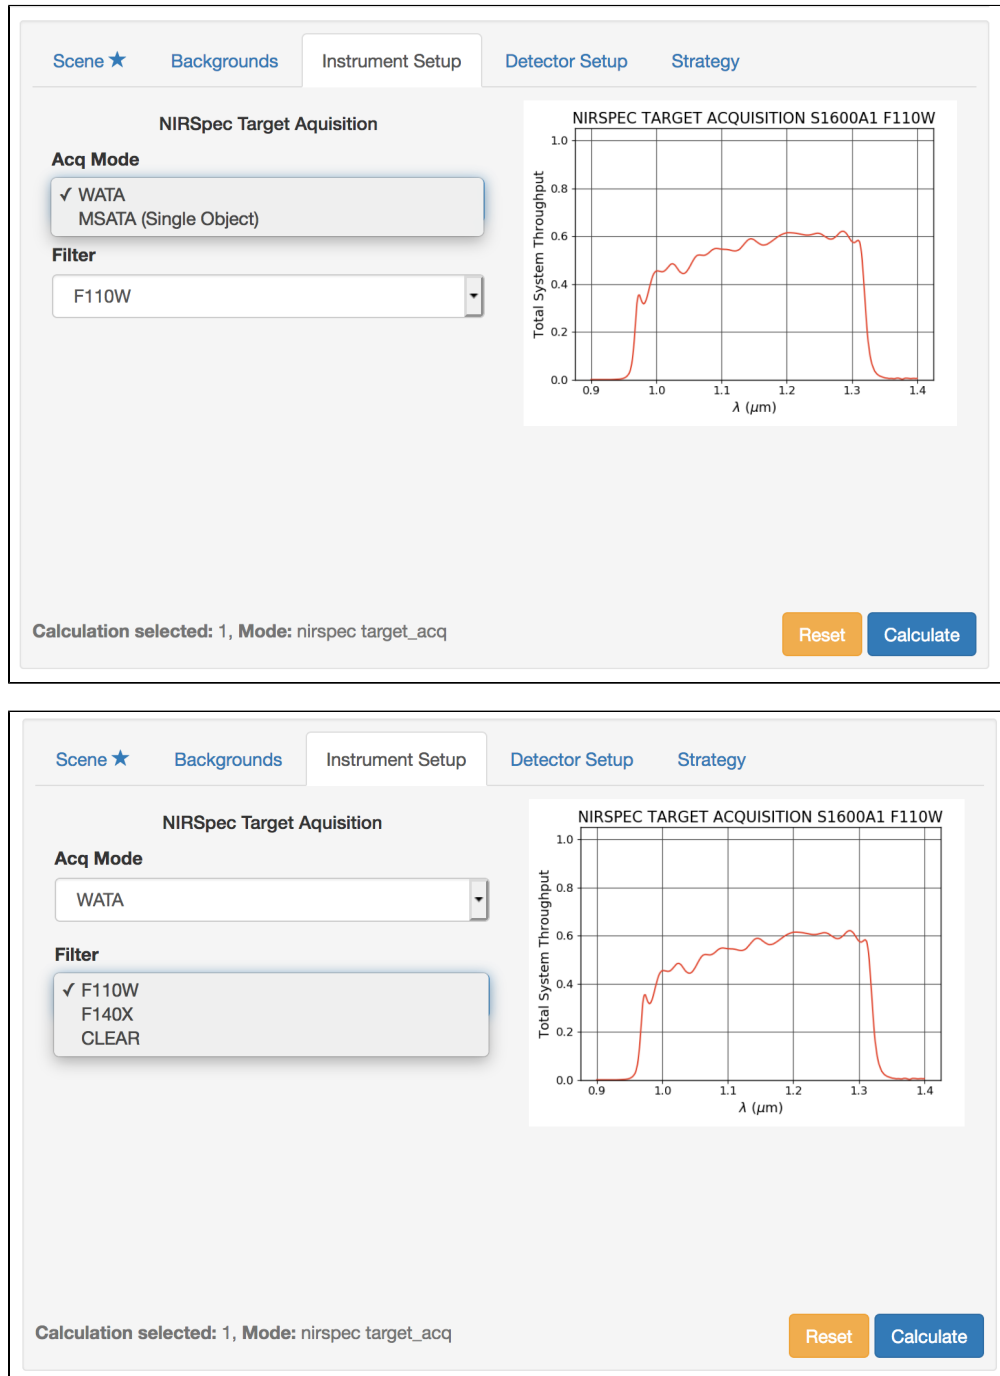 Scene ★ Backgrounds Instrument Setup Detector Setup Strategy
NIRSpec Target Aquisition
Acq Mode
✓ WATA
MSATA (Single Object)
Filter
F110W
NIRSPEC TARGET ACQUISITION S1600A1 F110W
Total System Throughput
1.0
0.8
0.6
0.4
0.2
0.0
0.9 1.0 1.1 1.2 1.3 1.4
λ (μm)
Calculation selected: 1, Mode: nirspec target_acq
Reset Calculate
Scene ★ Backgrounds Instrument Setup Detector Setup Strategy
NIRSpec Target Aquisition
Acq Mode
WATA
Filter
✓ F110W
F140X
CLEAR
NIRSPEC TARGET ACQUISITION S1600A1 F110W
Total System Throughput
1.0
0.8
0.6
0.4
0.2
0.0
0.9 1.0 1.1 1.2 1.3 1.4
λ (μm)
Calculation selected: 1, Mode: nirspec target_acq
Reset Calculate